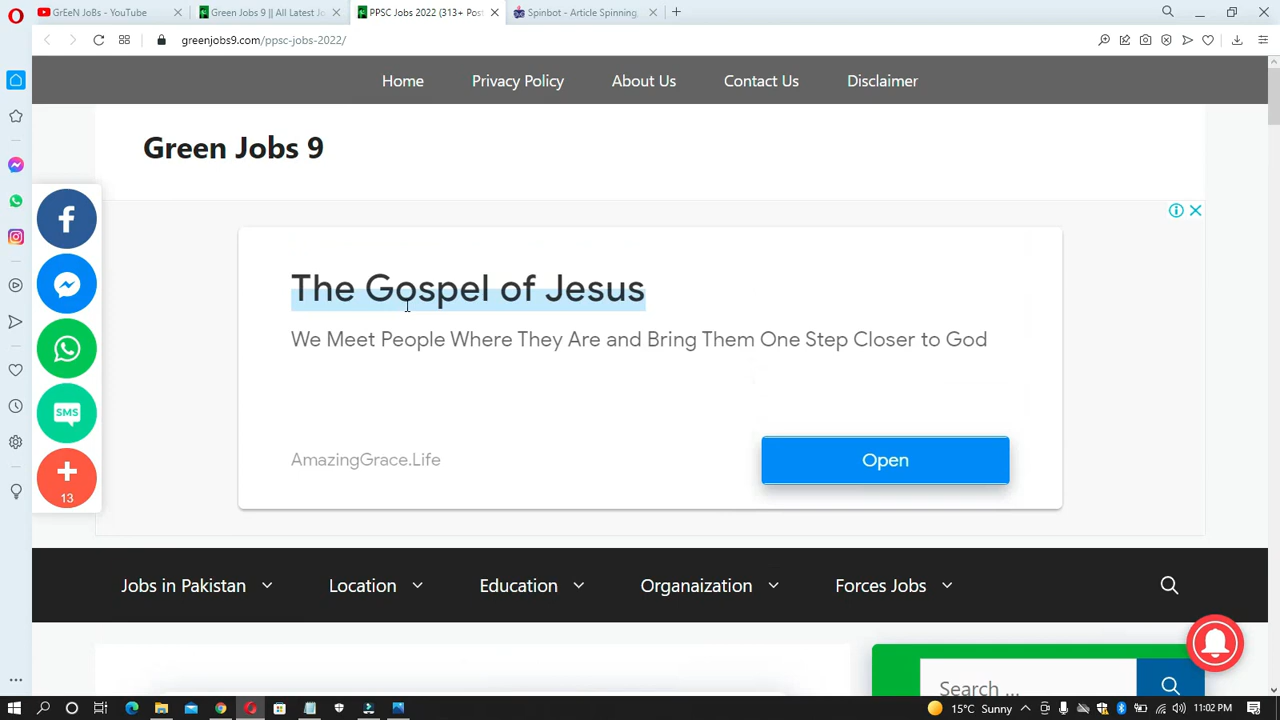 GrEeN JoBs - YouTube
Green Jobs 9 || All Latest J
PPSC Jobs 2022 (313+ Post
Spinbot - Article Spinning,
greenjobs9.com/ppsc-jobs-2022/
Home
Privacy Policy
About Us
Contact Us
Disclaimer
Green Jobs 9
The Gospel of Jesus
We Meet People Where They Are and Bring Them One Step Closer to God
AmazingGrace.Life
Open
SMS
13
Jobs in Pakistan
Location
Education
Organaization
Forces Jobs
Search ...
15°C Sunny
11:02 PM